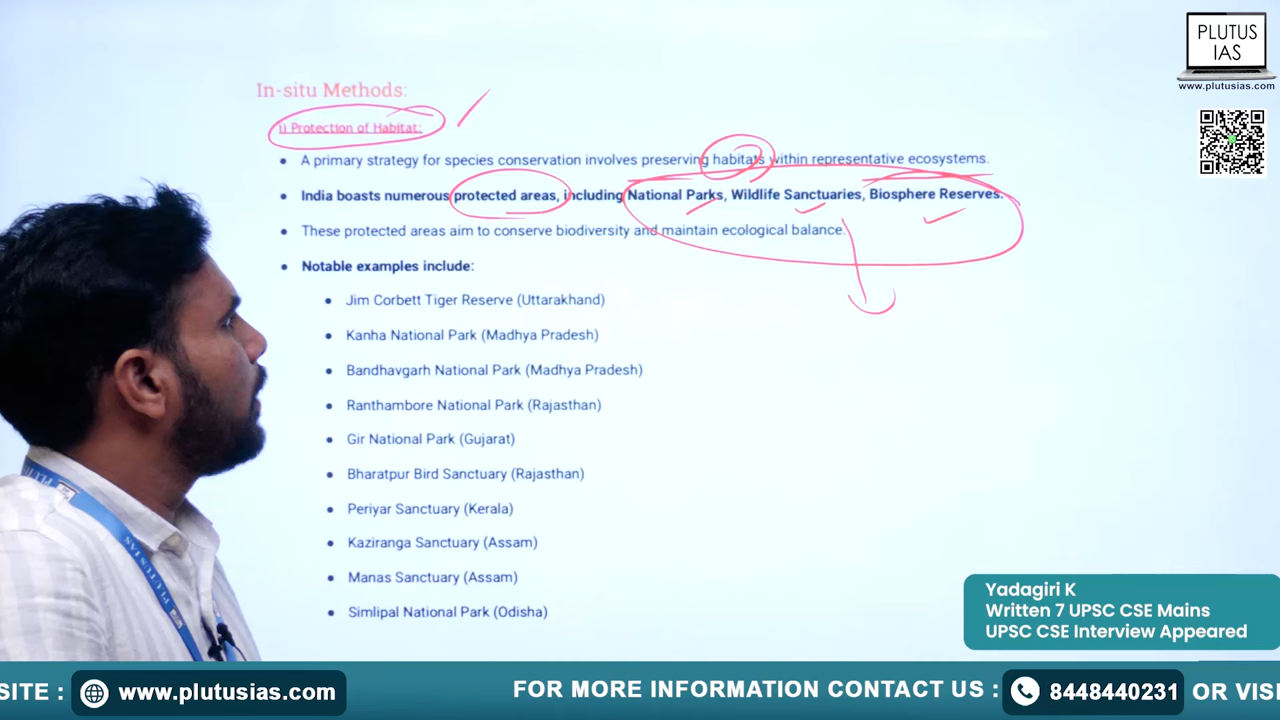 PLUTUS
IAS
www.plutusias.com
In-situ Methods:
i) Protection of Habitat:
• A primary strategy for species conservation involves preserving habitats within representative ecosystems.
• India boasts numerous protected areas, including National Parks, Wildlife Sanctuaries, Biosphere Reserves.
• These protected areas aim to conserve biodiversity and maintain ecological balance.
• Notable examples include:
• Jim Corbett Tiger Reserve (Uttarakhand)
• Kanha National Park (Madhya Pradesh)
• Bandhavgarh National Park (Madhya Pradesh)
• Ranthambore National Park (Rajasthan)
• Gir National Park (Gujarat)
• Bharatpur Bird Sanctuary (Rajasthan)
• Periyar Sanctuary (Kerala)
• Kaziranga Sanctuary (Assam)
• Manas Sanctuary (Assam)
• Simlipal National Park (Odisha)
PLUTUS IAS
Yadagiri K
Written 7 UPSC CSE Mains
UPSC CSE Interview Appeared
SITE : www.plutusias.com FOR MORE INFORMATION CONTACT US : 8448440231 OR VISI